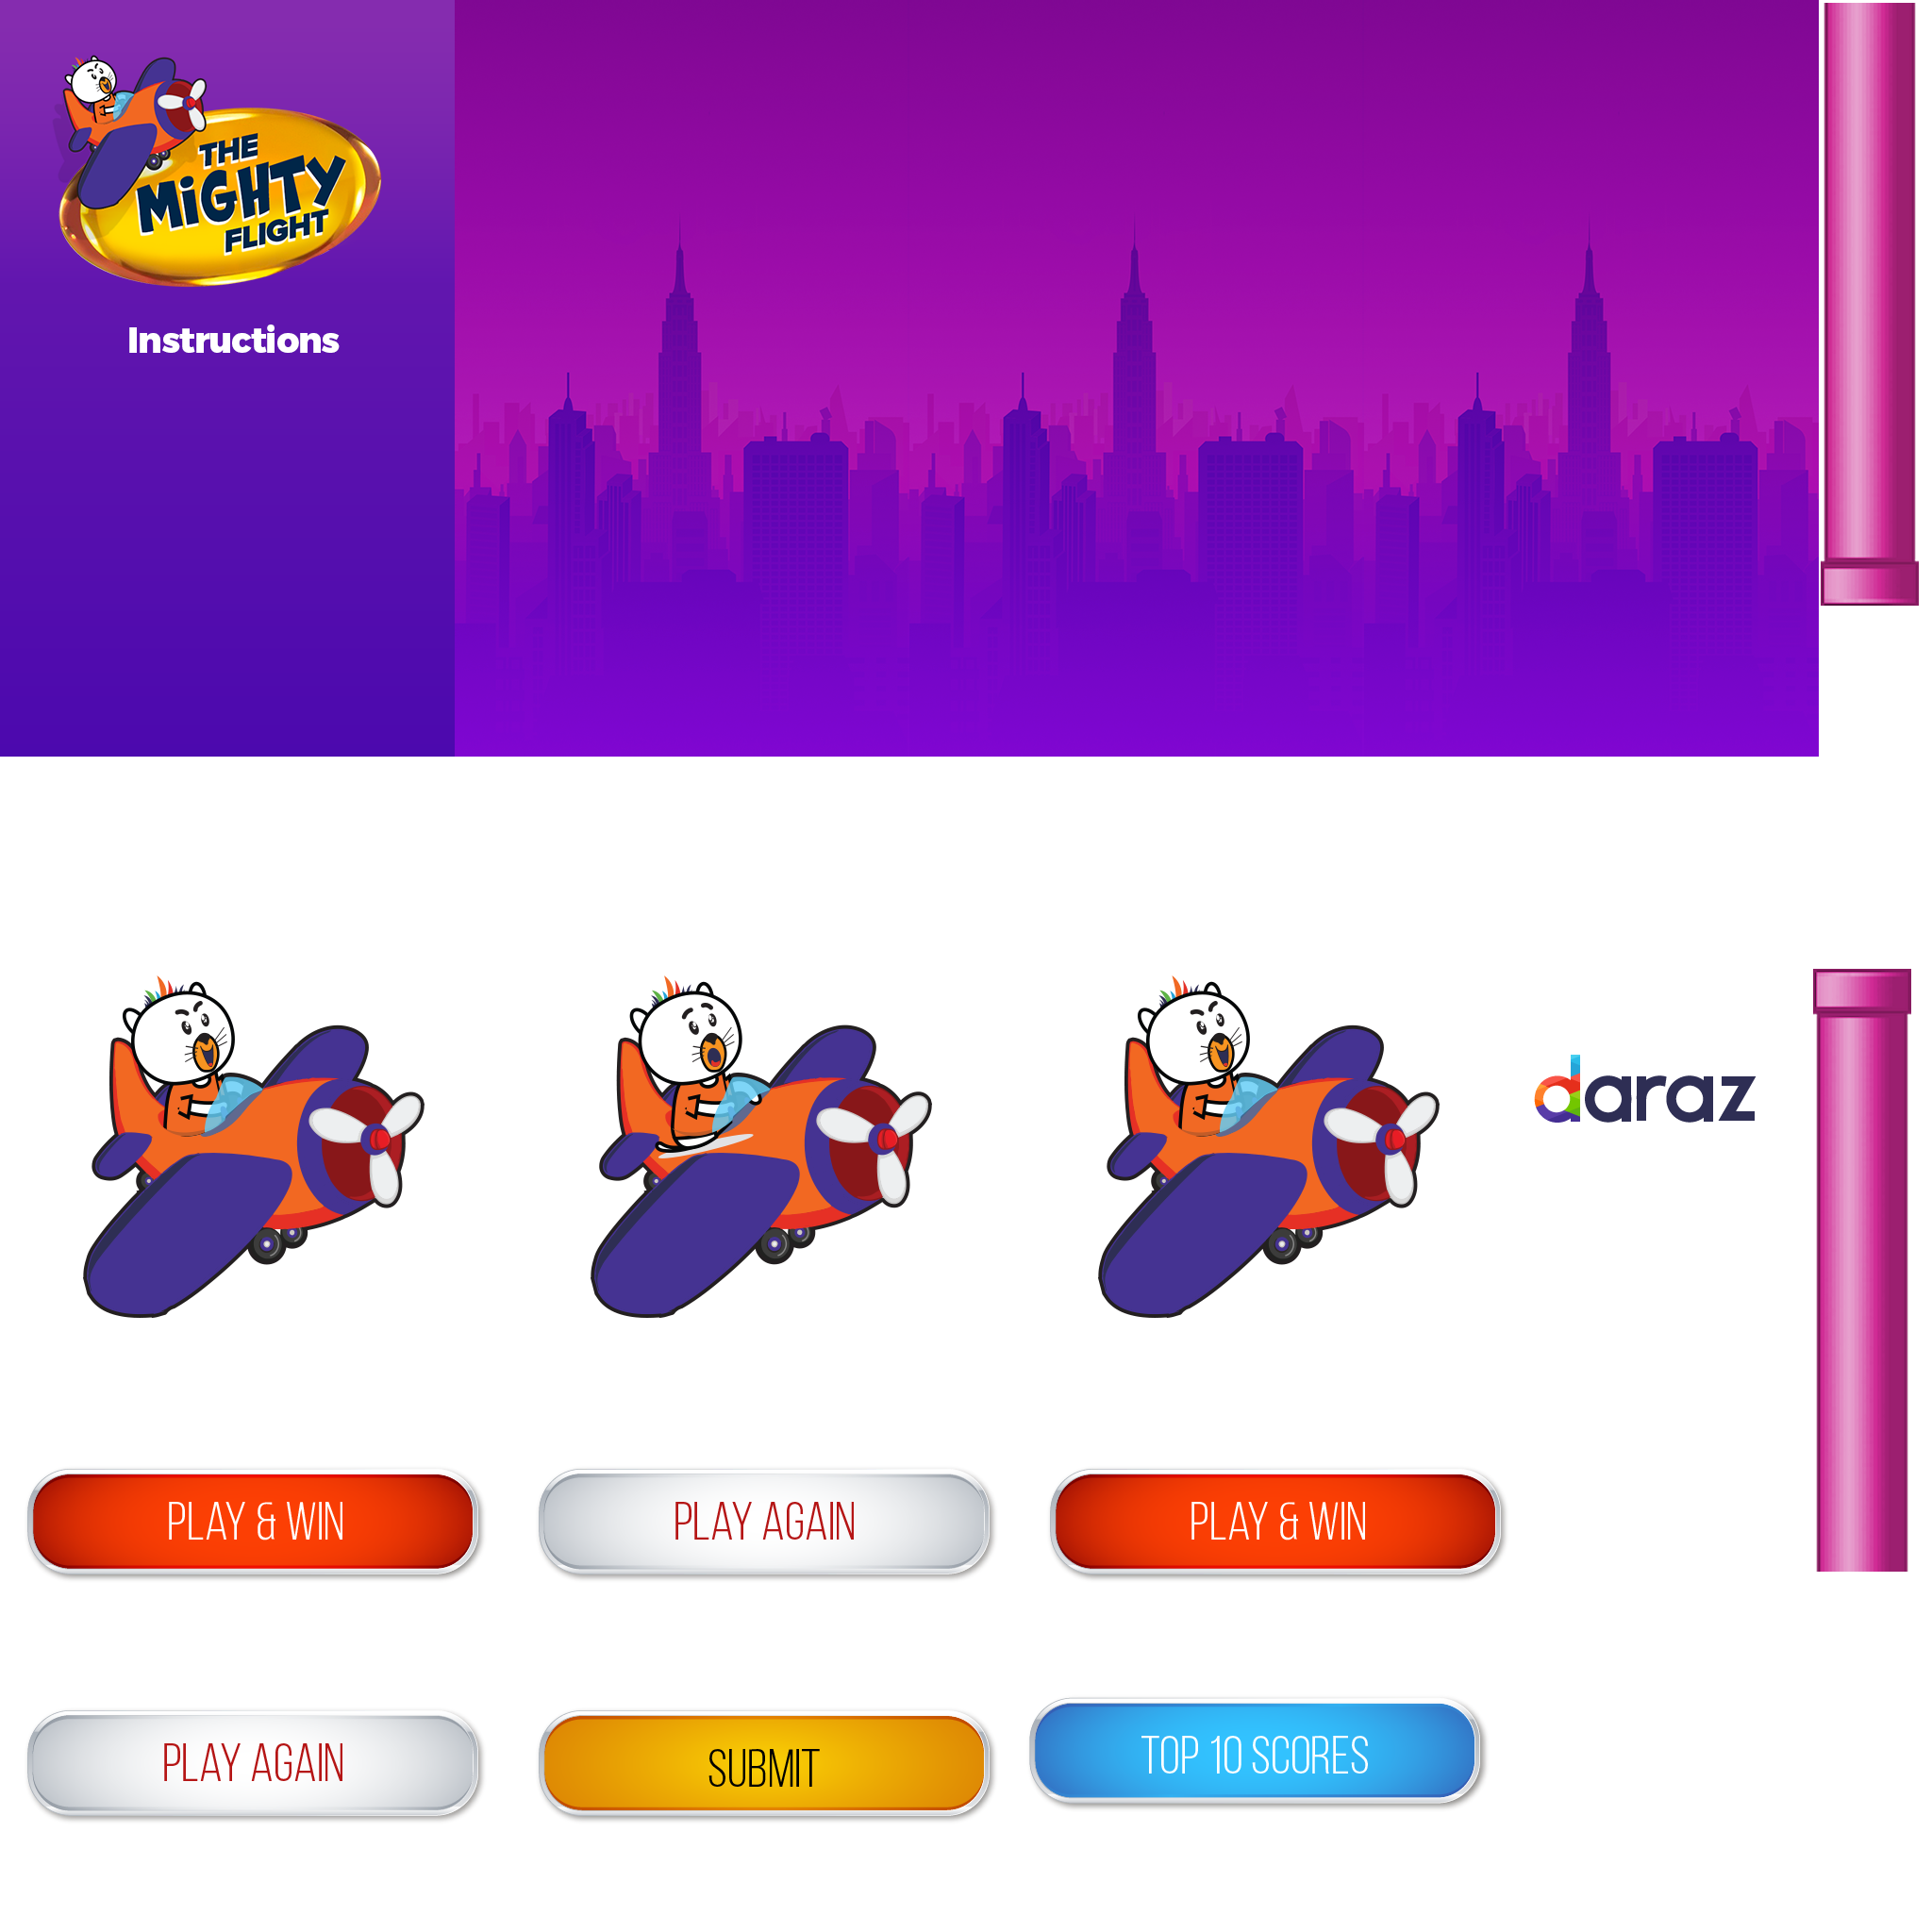 THE
MiGHTY
FLIGHT
Instructions
daraz
PLAY & WIN
PLAY AGAIN
PLAY & WIN
PLAY AGAIN
SUBMIT
TOP 10 SCORES